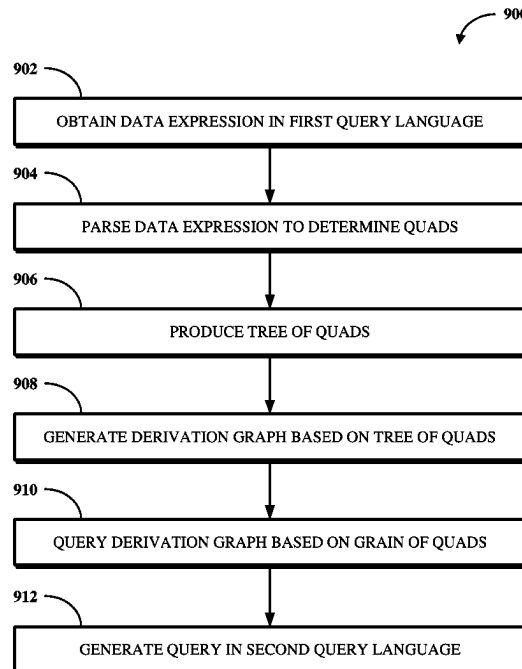 900
902
OBTAIN DATA EXPRESSION IN FIRST QUERY LANGUAGE
904
PARSE DATA EXPRESSION TO DETERMINE QUADS
906
PRODUCE TREE OF QUADS
908
GENERATE DERIVATION GRAPH BASED ON TREE OF QUADS
910
QUERY DERIVATION GRAPH BASED ON GRAIN OF QUADS
912
GENERATE QUERY IN SECOND QUERY LANGUAGE